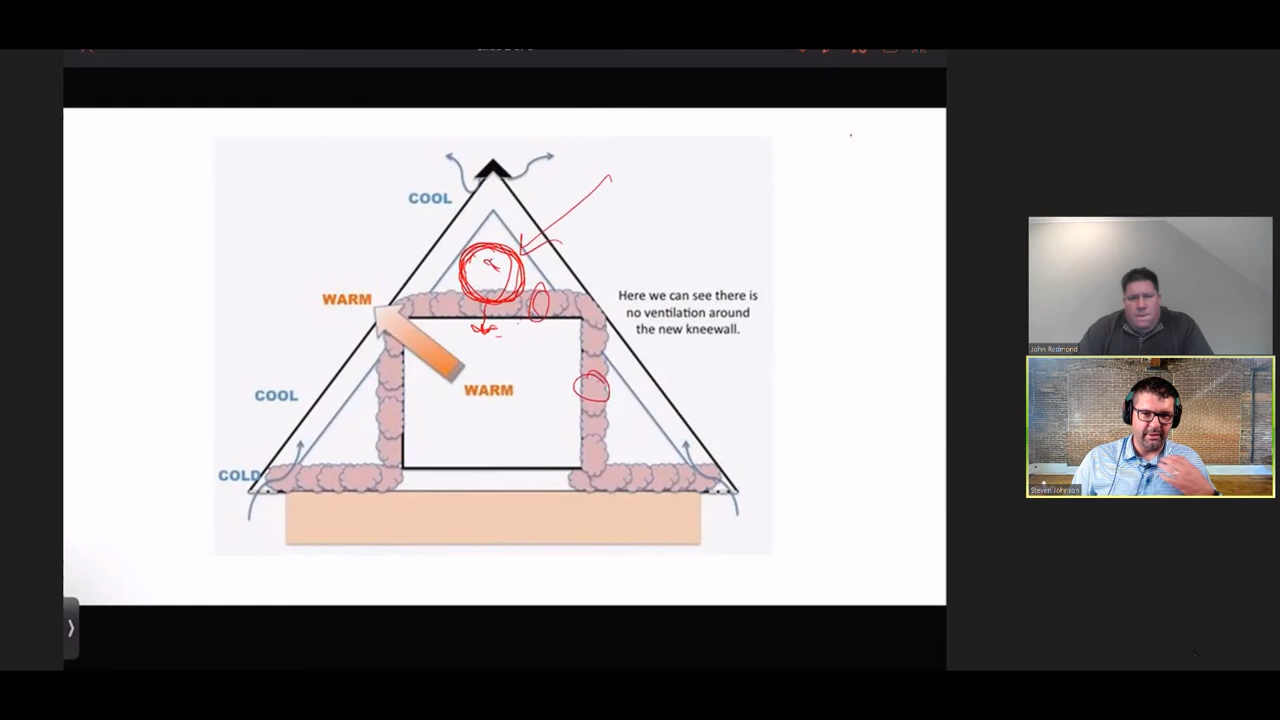 COOL
WARM
Here we can see there is
no ventilation around
the new kneewall.
WARM
COOL
COLD
John Redmond
Steven Johnson